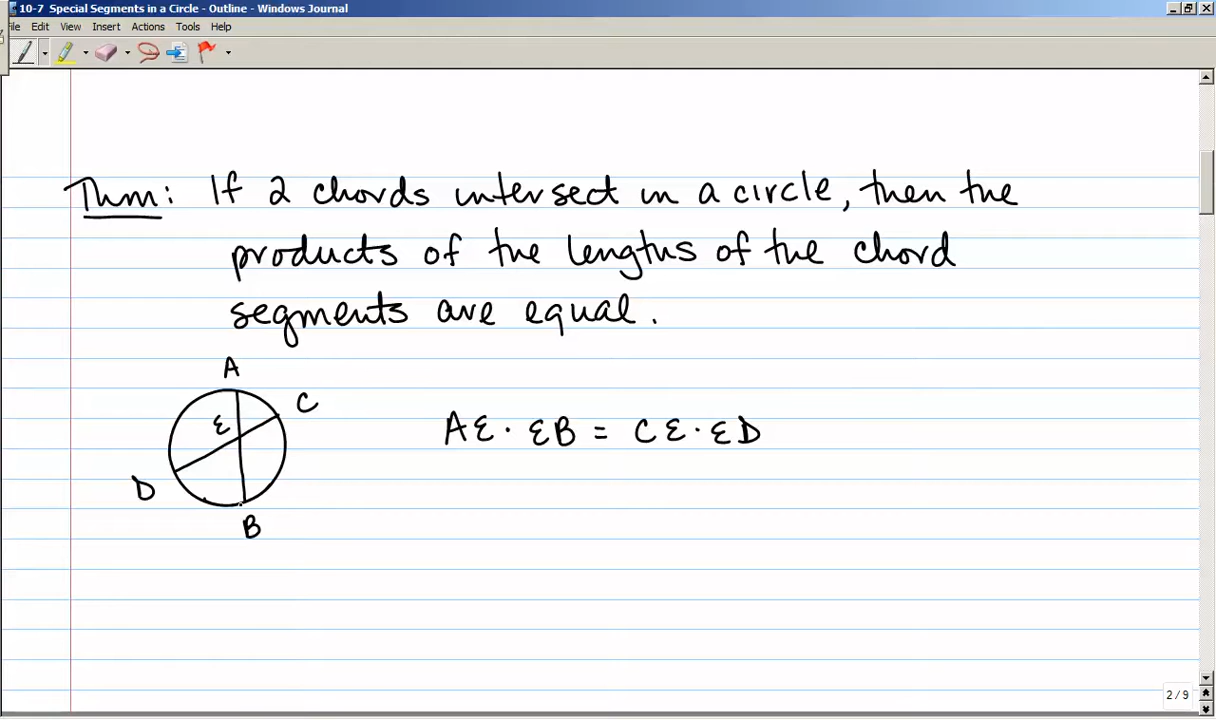 10-7 Special Segments in a Circle - Outline - Windows Journal
File Edit View Insert Actions Tools Help
Thm: If 2 chords intersect in a circle, then the
products of the lengths of the chord
segments are equal.
A
C
E
AE · EB = CE · ED
D
B
2 / 9